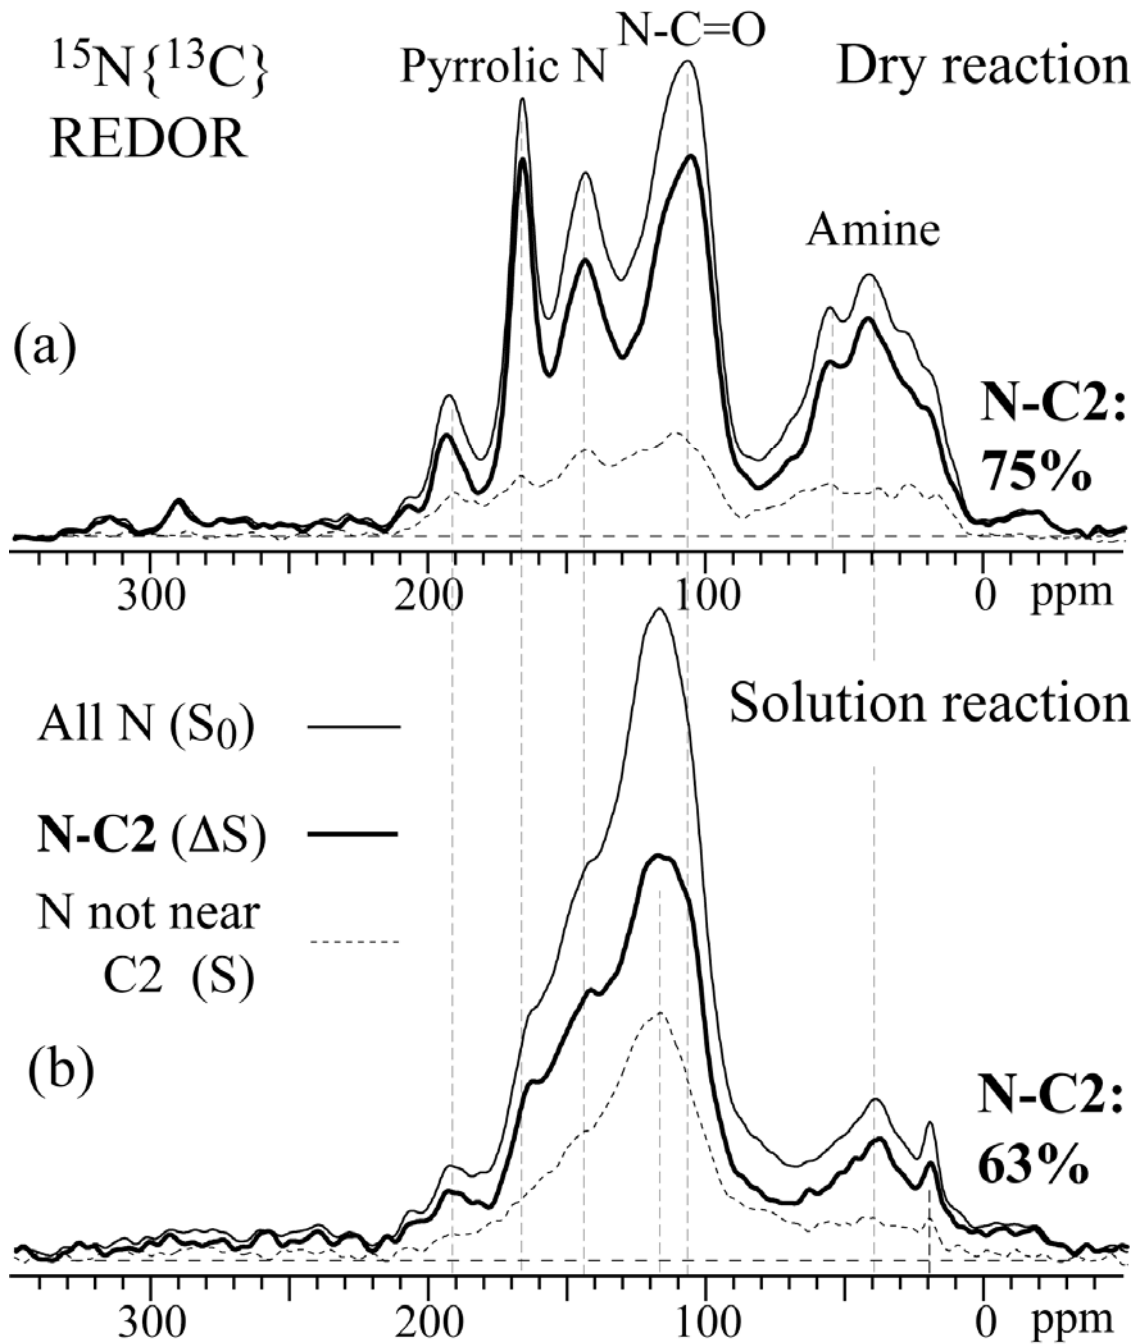 ¹⁵N{¹³C}
REDOR
Pyrrolic N
N-C=O
Dry reaction
Amine
(a)
N-C2:
75%
300 200 100 0 ppm
Solution reaction
All N (S₀)
N-C2 (ΔS)
N not near
C2 (S)
(b)
N-C2:
63%
300 200 100 0 ppm